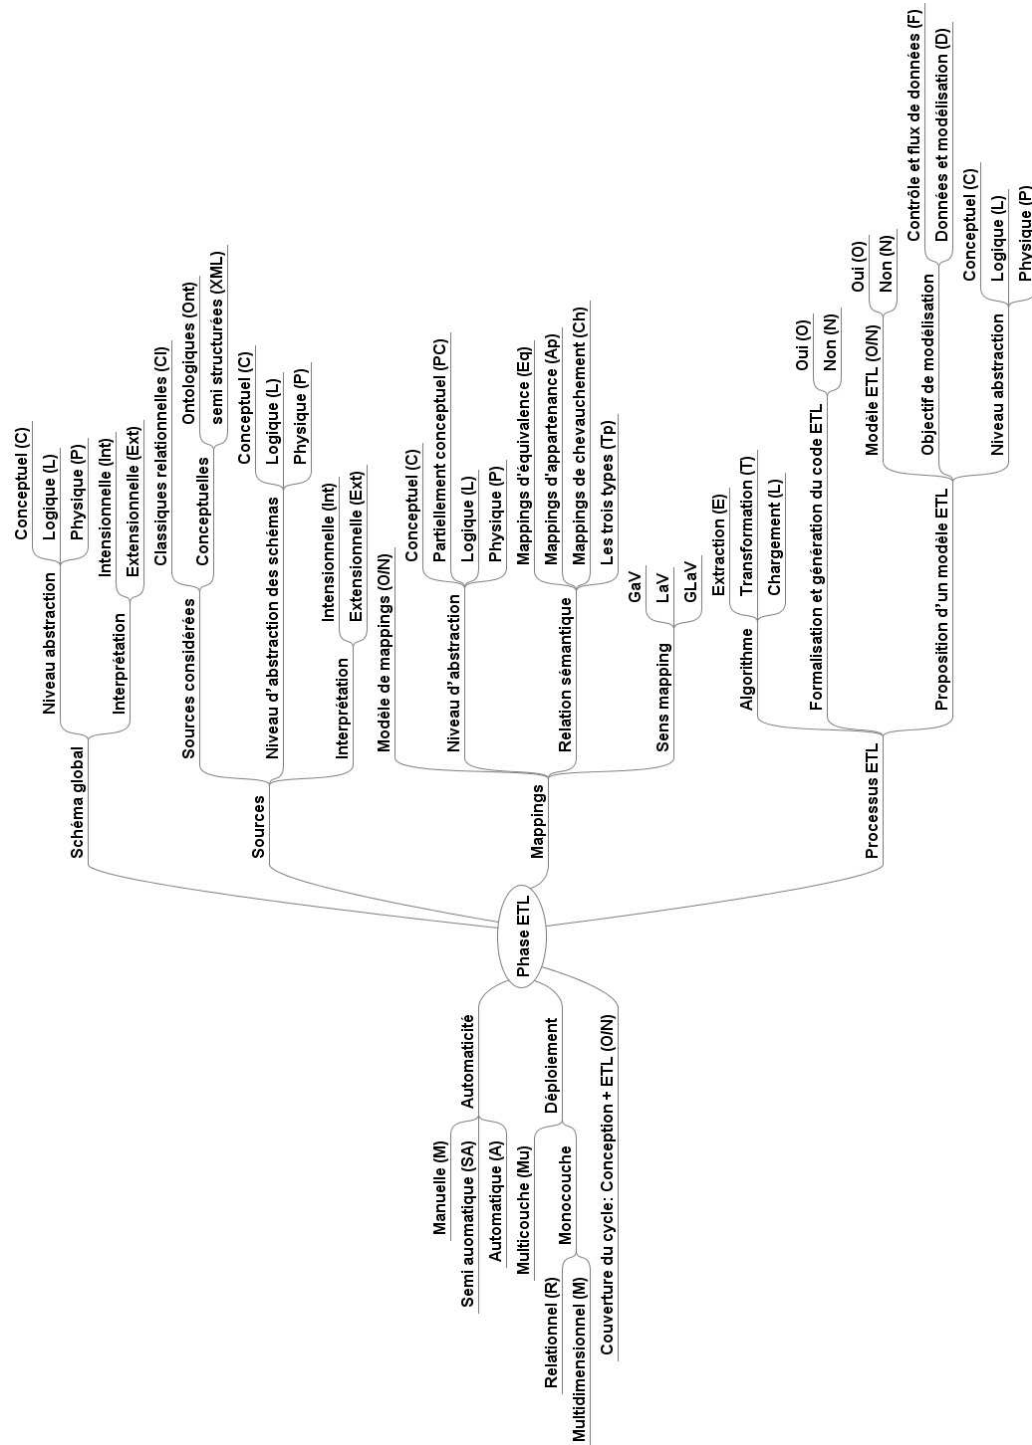 Phase ETL
Schéma global
Niveau abstraction
Conceptuel (C)
Logique (L)
Physique (P)
Interprétation
Intensionnelle (Int)
Extensionnelle (Ext)
Sources
Sources considérées
Classiques relationnelles (Cl)
Conceptuelles
Ontologiques (Ont)
semi structurées (XML)
Niveau d'abstraction des schémas
Conceptuel (C)
Logique (L)
Physique (P)
Interprétation
Intensionnelle (Int)
Extensionnelle (Ext)
Mappings
Modèle de mappings (O/N)
Niveau d'abstraction
Conceptuel (C)
Partiellement conceptuel (PC)
Logique (L)
Physique (P)
Relation sémantique
Mappings d'équivalence (Eq)
Mappings d'appartenance (Ap)
Mappings de chevauchement (Ch)
Les trois types (Tp)
Sens mapping
GaV
LaV
GLaV
Processus ETL
Algorithme
Extraction (E)
Transformation (T)
Chargement (L)
Formalisation et génération du code ETL
Oui (O)
Non (N)
Proposition d'un modèle ETL
Modèle ETL (O/N)
Oui (O)
Non (N)
Objectif de modélisation
Contrôle et flux de données (F)
Données et modélisation (D)
Niveau abstraction
Conceptuel (C)
Logique (L)
Physique (P)
Automaticité
Manuelle (M)
Semi auomatique (SA)
Automatique (A)
Déploiement
Multicouche (Mu)
Monocouche
Relationnel (R)
Multidimensionnel (M)
Couverture du cycle: Conception + ETL (O/N)